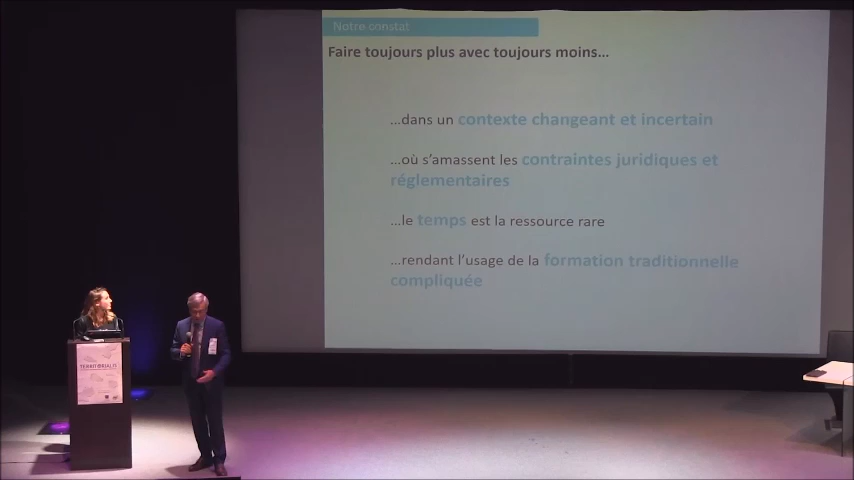 Notre constat
Faire toujours plus avec toujours moins...
...dans un contexte changeant et incertain
...où s'amassent les contraintes juridiques et
réglementaires
...le temps est la ressource rare
...rendant l'usage de la formation traditionnelle
compliquée
TERRITORIALIS